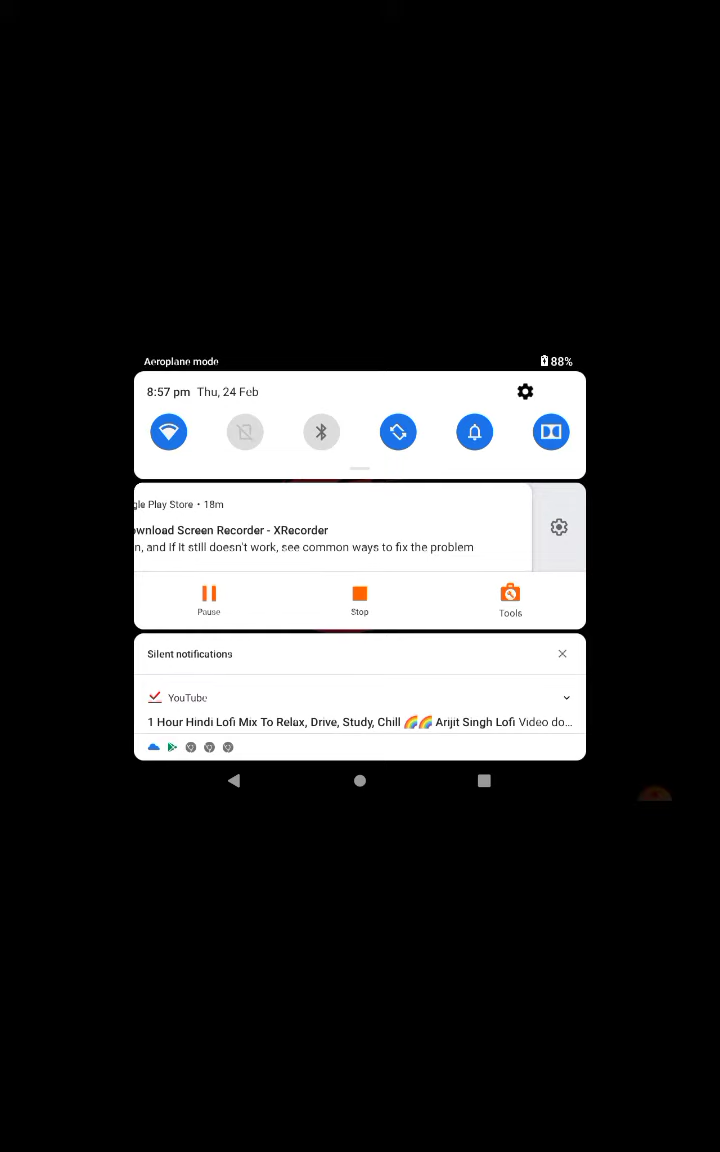 Aeroplane mode 88%
8:57 pm Thu, 24 Feb
gle Play Store • 18m
ownload Screen Recorder - XRecorder
n, and if it still doesn't work, see common ways to fix the problem
Pause Stop Tools
Silent notifications
YouTube
1 Hour Hindi Lofi Mix To Relax, Drive, Study, Chill 🌈🌈 Arijit Singh Lofi Video do...